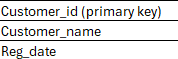 Customer_id (primary key)
Customer_name
Reg_date